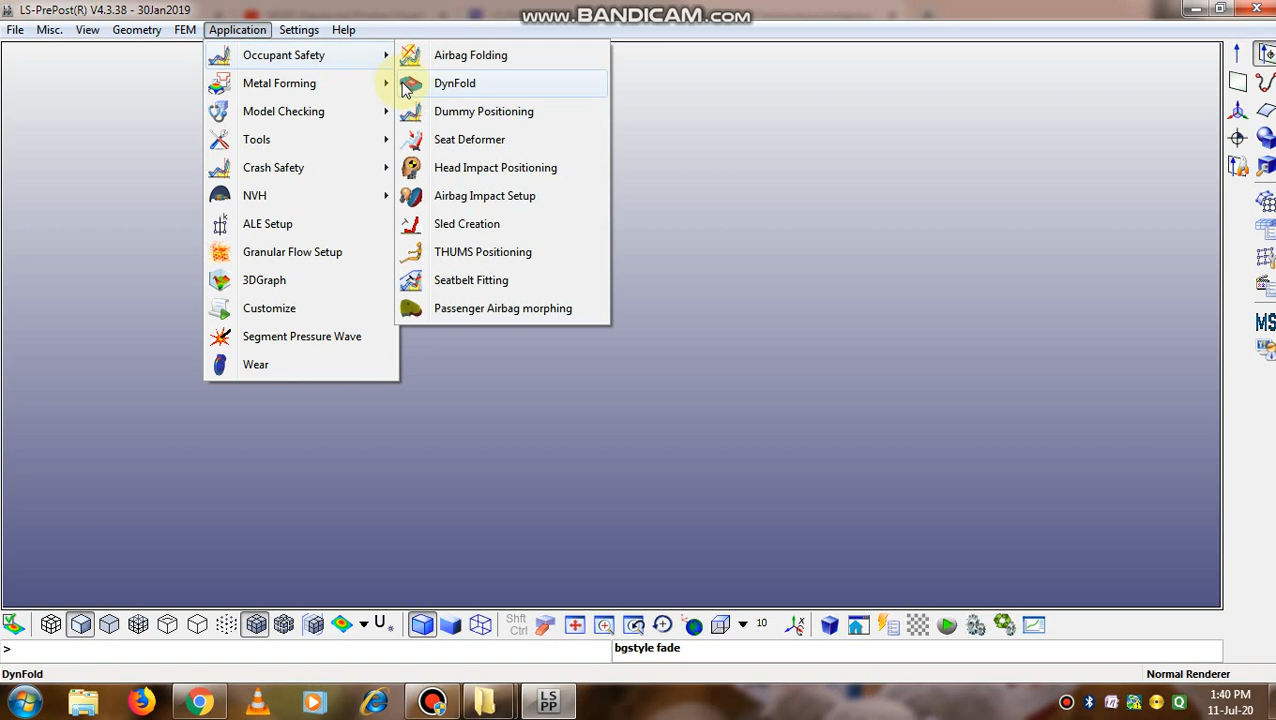 LS-PrePost(R) V4.3.38 - 30Jan2019
www.BANDICAM.com
File Misc. View Geometry FEM Application Settings Help
Occupant Safety
Metal Forming
Model Checking
Tools
Crash Safety
NVH
ALE Setup
Granular Flow Setup
3DGraph
Customize
Segment Pressure Wave
Wear
Airbag Folding
DynFold
Dummy Positioning
Seat Deformer
Head Impact Positioning
Airbag Impact Setup
Sled Creation
THUMS Positioning
Seatbelt Fitting
Passenger Airbag morphing
MS
Shft
Ctrl
10
>
bgstyle fade
DynFold
Normal Renderer
LS
PP
1:40 PM
11-Jul-20